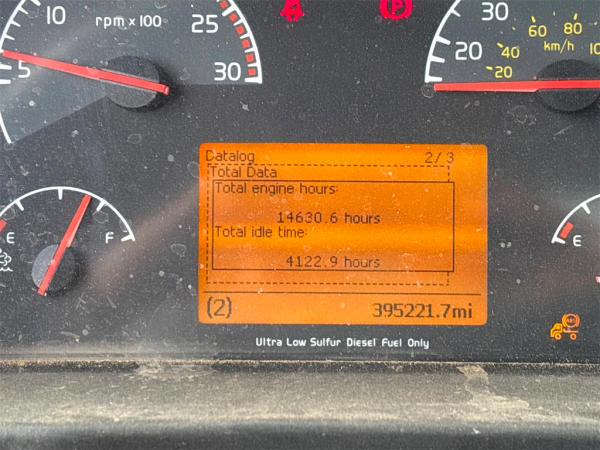 10
rpm x 100
25
5
30
30
20
60
80
km/h
40
10
20
Datalog
2/3
Total Data
Total engine hours:
14630.6 hours
Total idle time:
4122.9 hours
E
F
E
(2)
395221.7mi
Ultra Low Sulfur Diesel Fuel Only